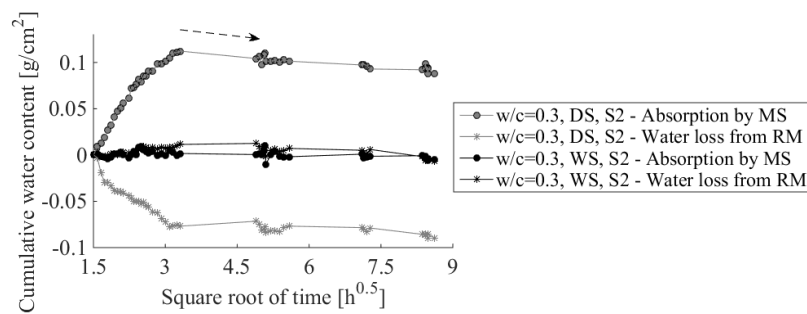 Cumulative water content [g/cm²]
0.1
0.05
0
-0.05
-0.1
1.5 3 4.5 6 7.5 9
Square root of time [h^0.5]
w/c=0.3, DS, S2 - Absorption by MS
w/c=0.3, DS, S2 - Water loss from RM
w/c=0.3, WS, S2 - Absorption by MS
w/c=0.3, WS, S2 - Water loss from RM